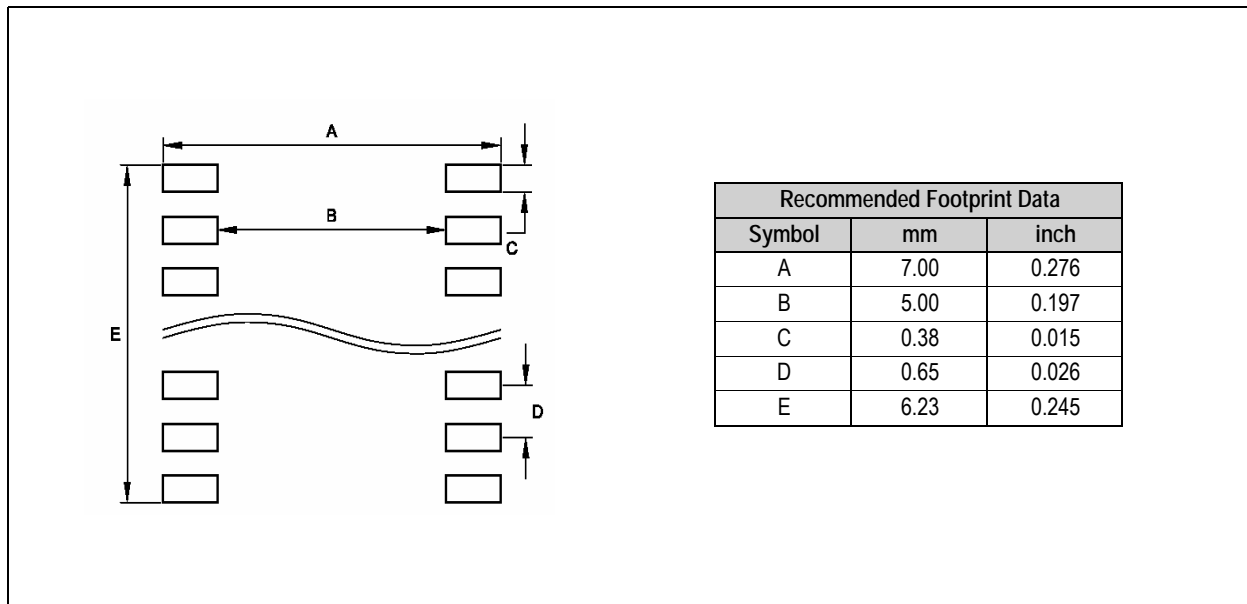 A
B
C
E
D
Recommended Footprint Data
Symbol mm inch
A 7.00 0.276
B 5.00 0.197
C 0.38 0.015
D 0.65 0.026
E 6.23 0.245